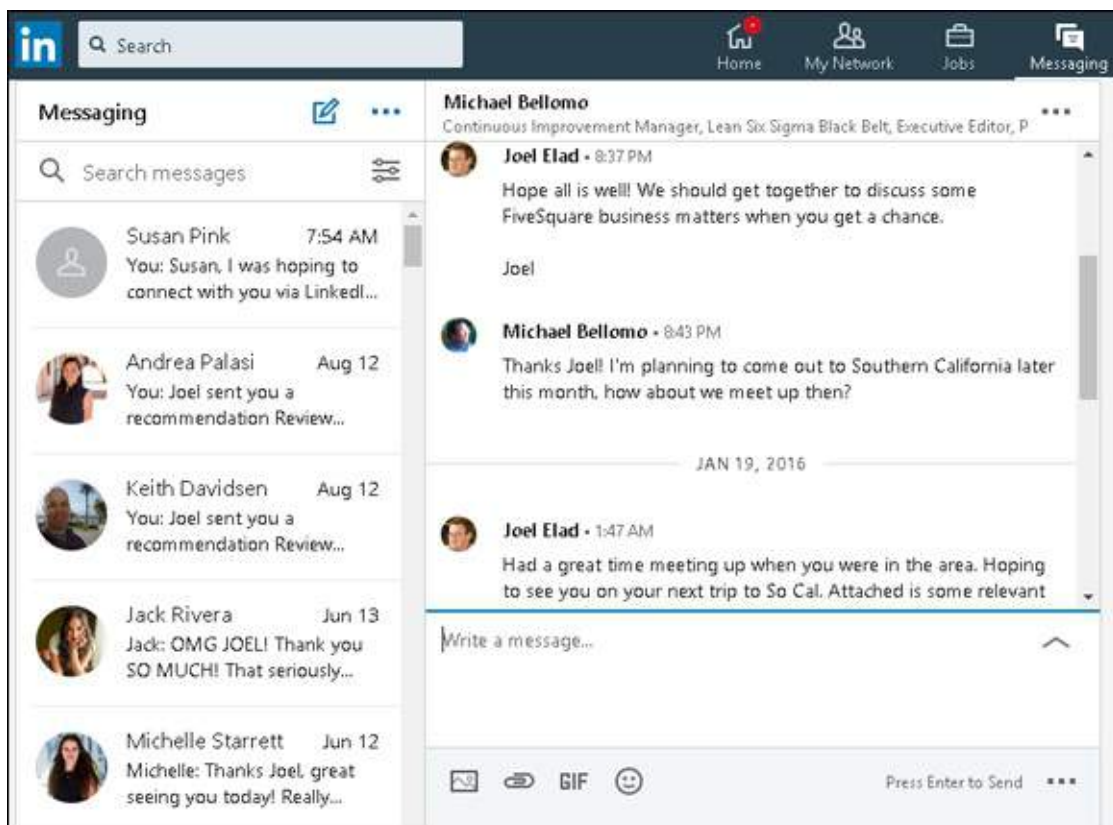 in
Search
Home
My Network
Jobs
Messaging
Messaging
Search messages
Susan Pink 7:54 AM
You: Susan, I was hoping to
connect with you via LinkedI...
Andrea Palasi Aug 12
You: Joel sent you a
recommendation Review...
Keith Davidsen Aug 12
You: Joel sent you a
recommendation Review...
Jack Rivera Jun 13
Jack: OMG JOEL! Thank you
SO MUCH! That seriously...
Michelle Starrett Jun 12
Michelle: Thanks Joel, great
seeing you today! Really...
Michael Bellomo
Continuous Improvement Manager, Lean Six Sigma Black Belt, Executive Editor, P
Joel Elad • 8:37 PM
Hope all is well! We should get together to discuss some
FiveSquare business matters when you get a chance.
Joel
Michael Bellomo • 8:43 PM
Thanks Joel! I'm planning to come out to Southern California later
this month, how about we meet up then?
JAN 19, 2016
Joel Elad • 1:47 AM
Had a great time meeting up when you were in the area. Hoping
to see you on your next trip to So Cal. Attached is some relevant
Write a message...
GIF
Press Enter to Send